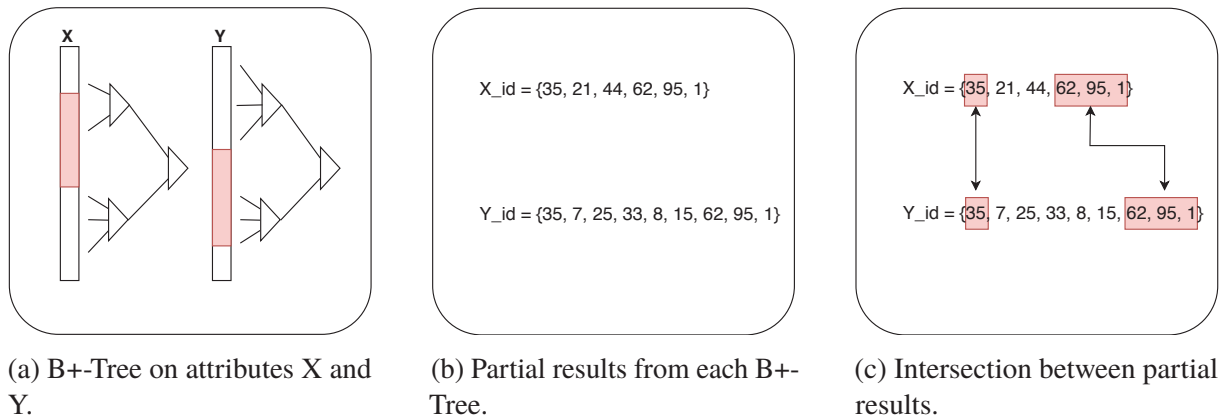 X Y
X_id = {35, 21, 44, 62, 95, 1}
Y_id = {35, 7, 25, 33, 8, 15, 62, 95, 1}
X_id = {35, 21, 44, 62, 95, 1}
Y_id = {35, 7, 25, 33, 8, 15, 62, 95, 1}
(a) B+-Tree on attributes X and
Y.
(b) Partial results from each B+-
Tree.
(c) Intersection between partial
results.